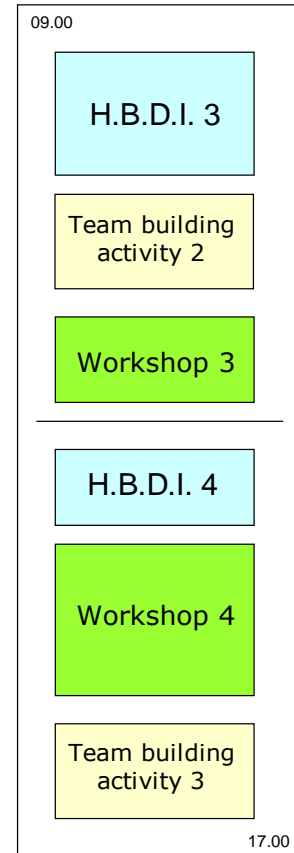 09.00
H.B.D.I. 3
Team building
activity 2
Workshop 3
H.B.D.I. 4
Workshop 4
Team building
activity 3
17.00